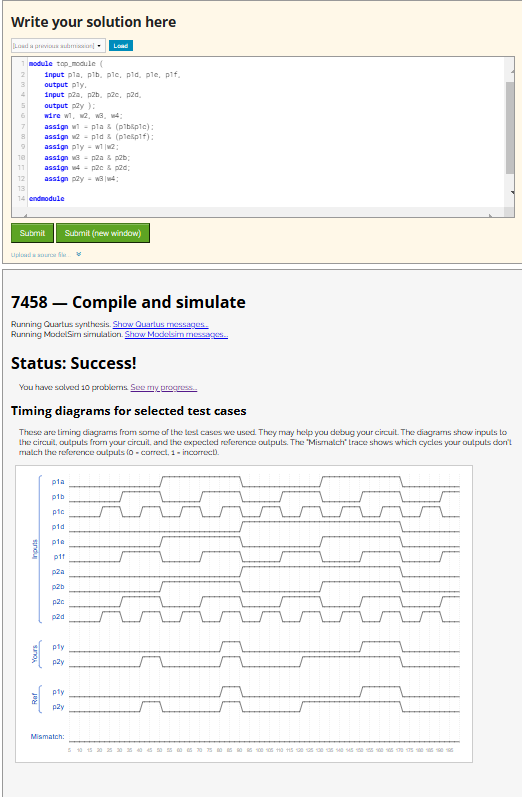 Write your solution here
[Load a previous submission]
Load
1 module top_module (
2 input p1a, p1b, p1c, p1d, p1e, p1f,
3 output p1y,
4 input p2a, p2b, p2c, p2d,
5 output p2y );
6 wire w1, w2, w3, w4;
7 assign w1 = p1a & (p1b&p1c);
8 assign w2 = p1d & (p1e&p1f);
9 assign p1y = w1|w2;
10 assign w3 = p2a & p2b;
11 assign w4 = p2c & p2d;
12 assign p2y = w3|w4;
13
14 endmodule
Submit Submit (new window)
Upload a source file...
7458 — Compile and simulate
Running Quartus synthesis. Show Quartus messages...
Running ModelSim simulation. Show Modelsim messages...
Status: Success!
You have solved 10 problems. See my progress...
Timing diagrams for selected test cases
These are timing diagrams from some of the test cases we used. They may help you debug your circuit. The diagrams show inputs to
the circuit, outputs from your circuit, and the expected reference outputs. The "Mismatch" trace shows which cycles your outputs don't
match the reference outputs (0 = correct, 1 = incorrect).
Inputs
p1a
p1b
p1c
p1d
p1e
p1f
p2a
p2b
p2c
p2d
Yours
p1y
p2y
Ref
p1y
p2y
Mismatch:
5 10 15 20 25 30 35 40 45 50 55 60 65 70 75 80 85 90 95 100 105 110 115 120 125 130 135 140 145 150 155 160 165 170 175 180 185 190 195